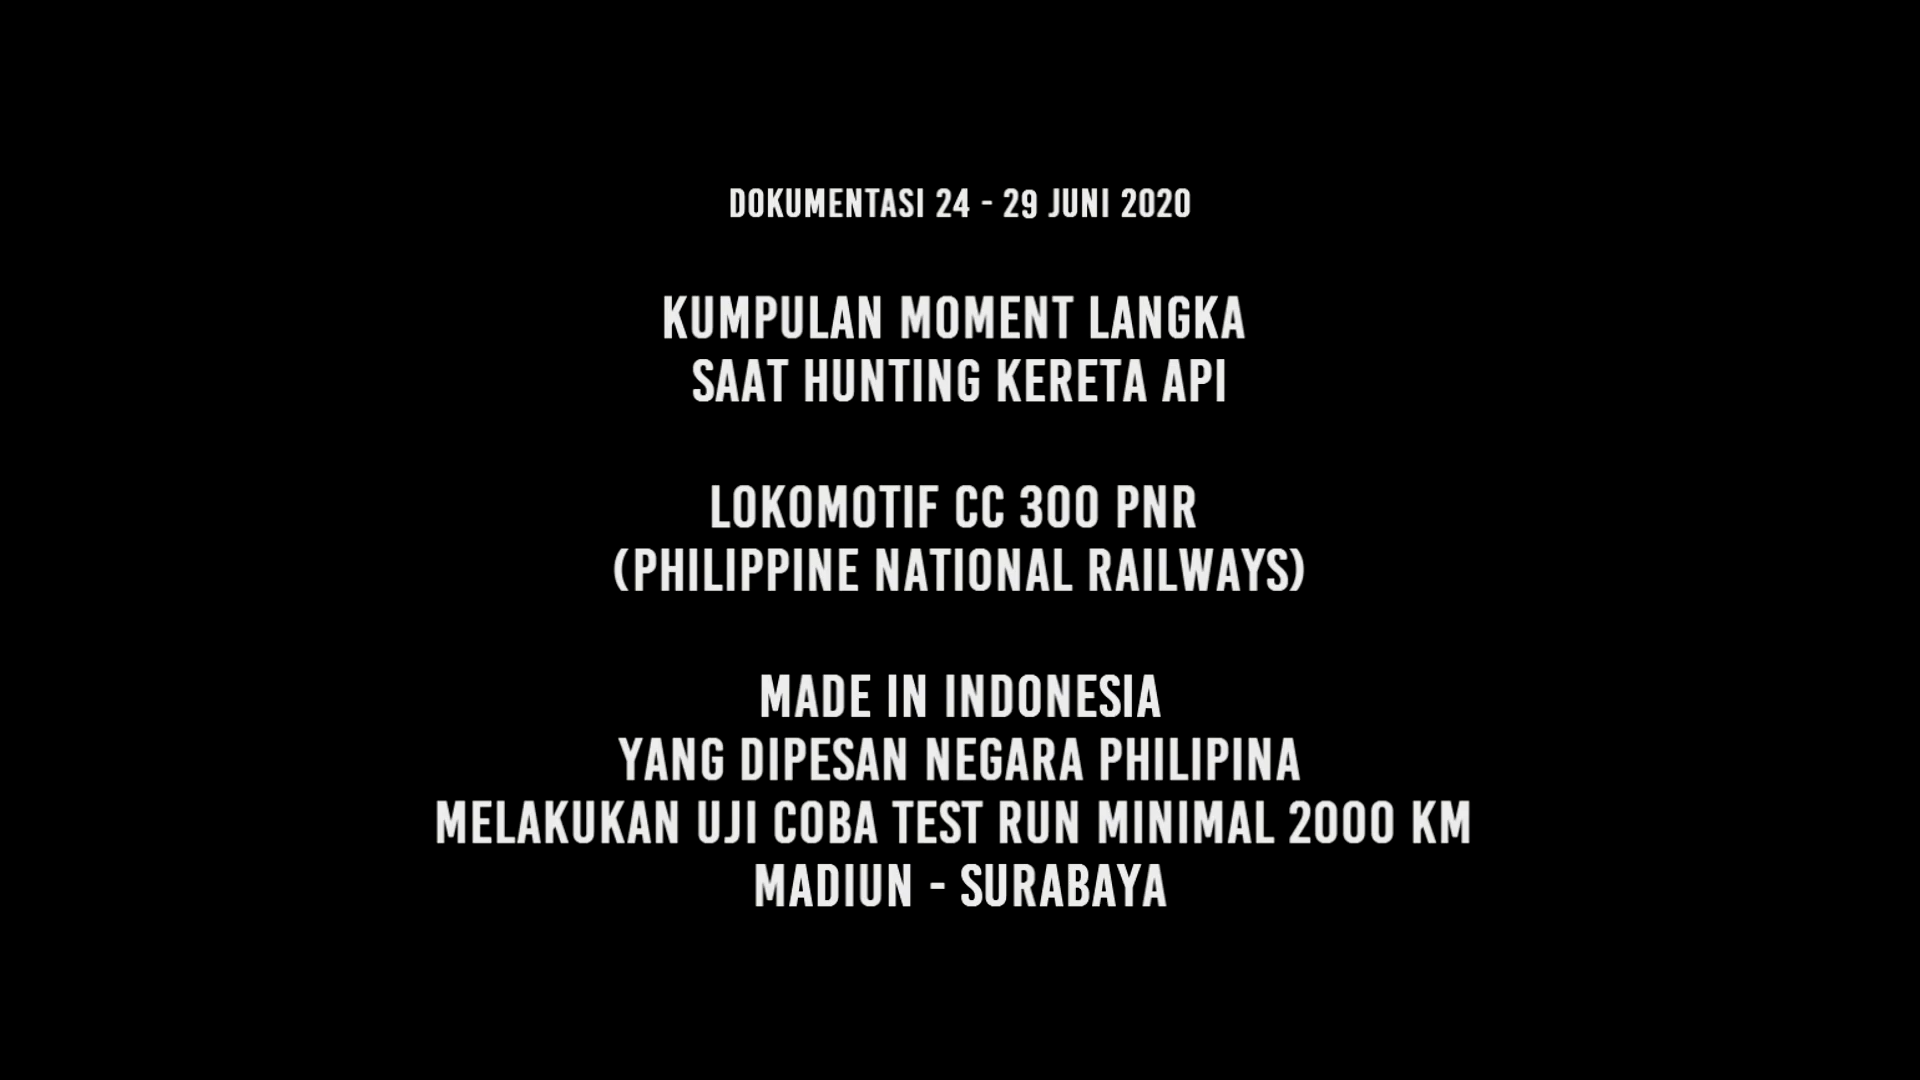 DOKUMENTASI 24 - 29 JUNI 2020
KUMPULAN MOMENT LANGKA
SAAT HUNTING KERETA API
LOKOMOTIF CC 300 PNR
(PHILIPPINE NATIONAL RAILWAYS)
MADE IN INDONESIA
YANG DIPESAN NEGARA PHILIPINA
MELAKUKAN UJI COBA TEST RUN MINIMAL 2000 KM
MADIUN - SURABAYA